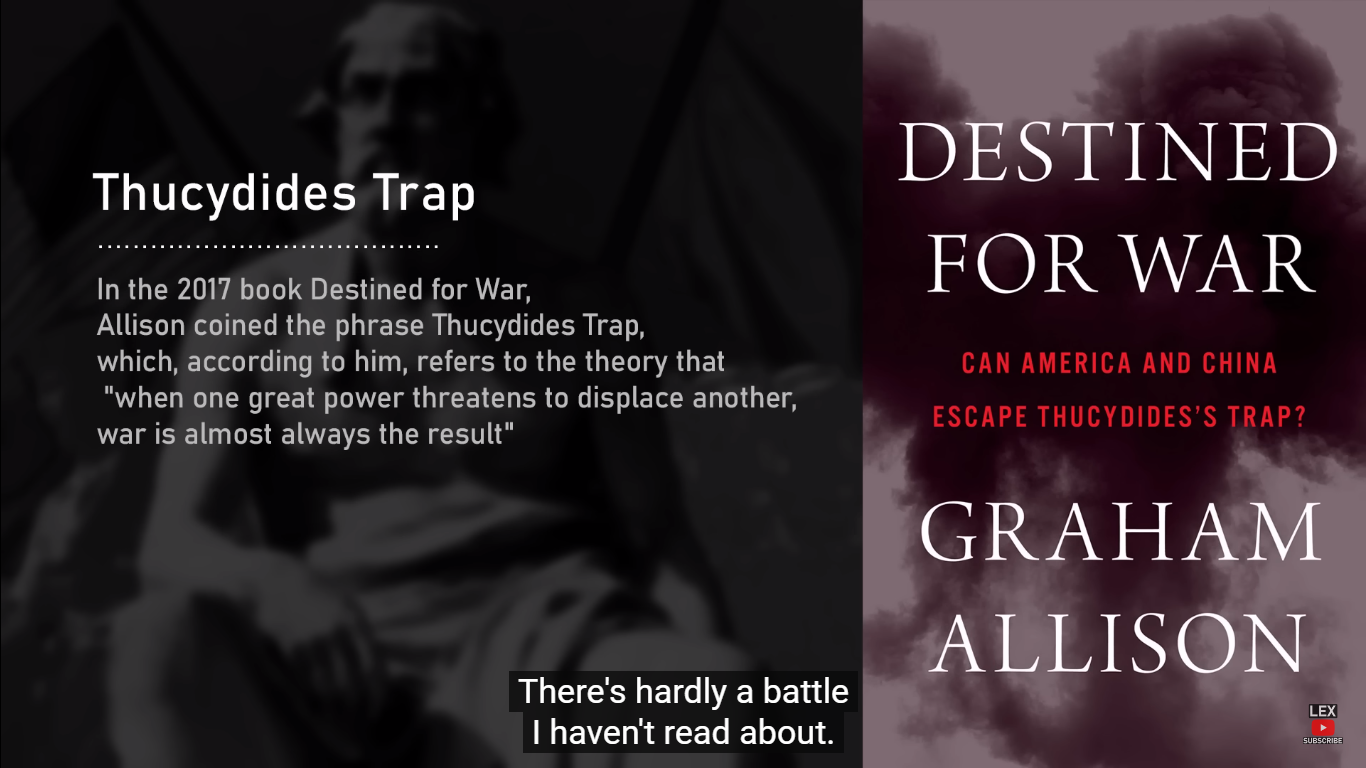 Thucydides Trap
In the 2017 book Destined for War,
Allison coined the phrase Thucydides Trap,
which, according to him, refers to the theory that
"when one great power threatens to displace another,
war is almost always the result"
DESTINED
FOR WAR
CAN AMERICA AND CHINA
ESCAPE THUCYDIDES'S TRAP?
GRAHAM
ALLISON
There's hardly a battle
I haven't read about.
LEX
SUBSCRIBE